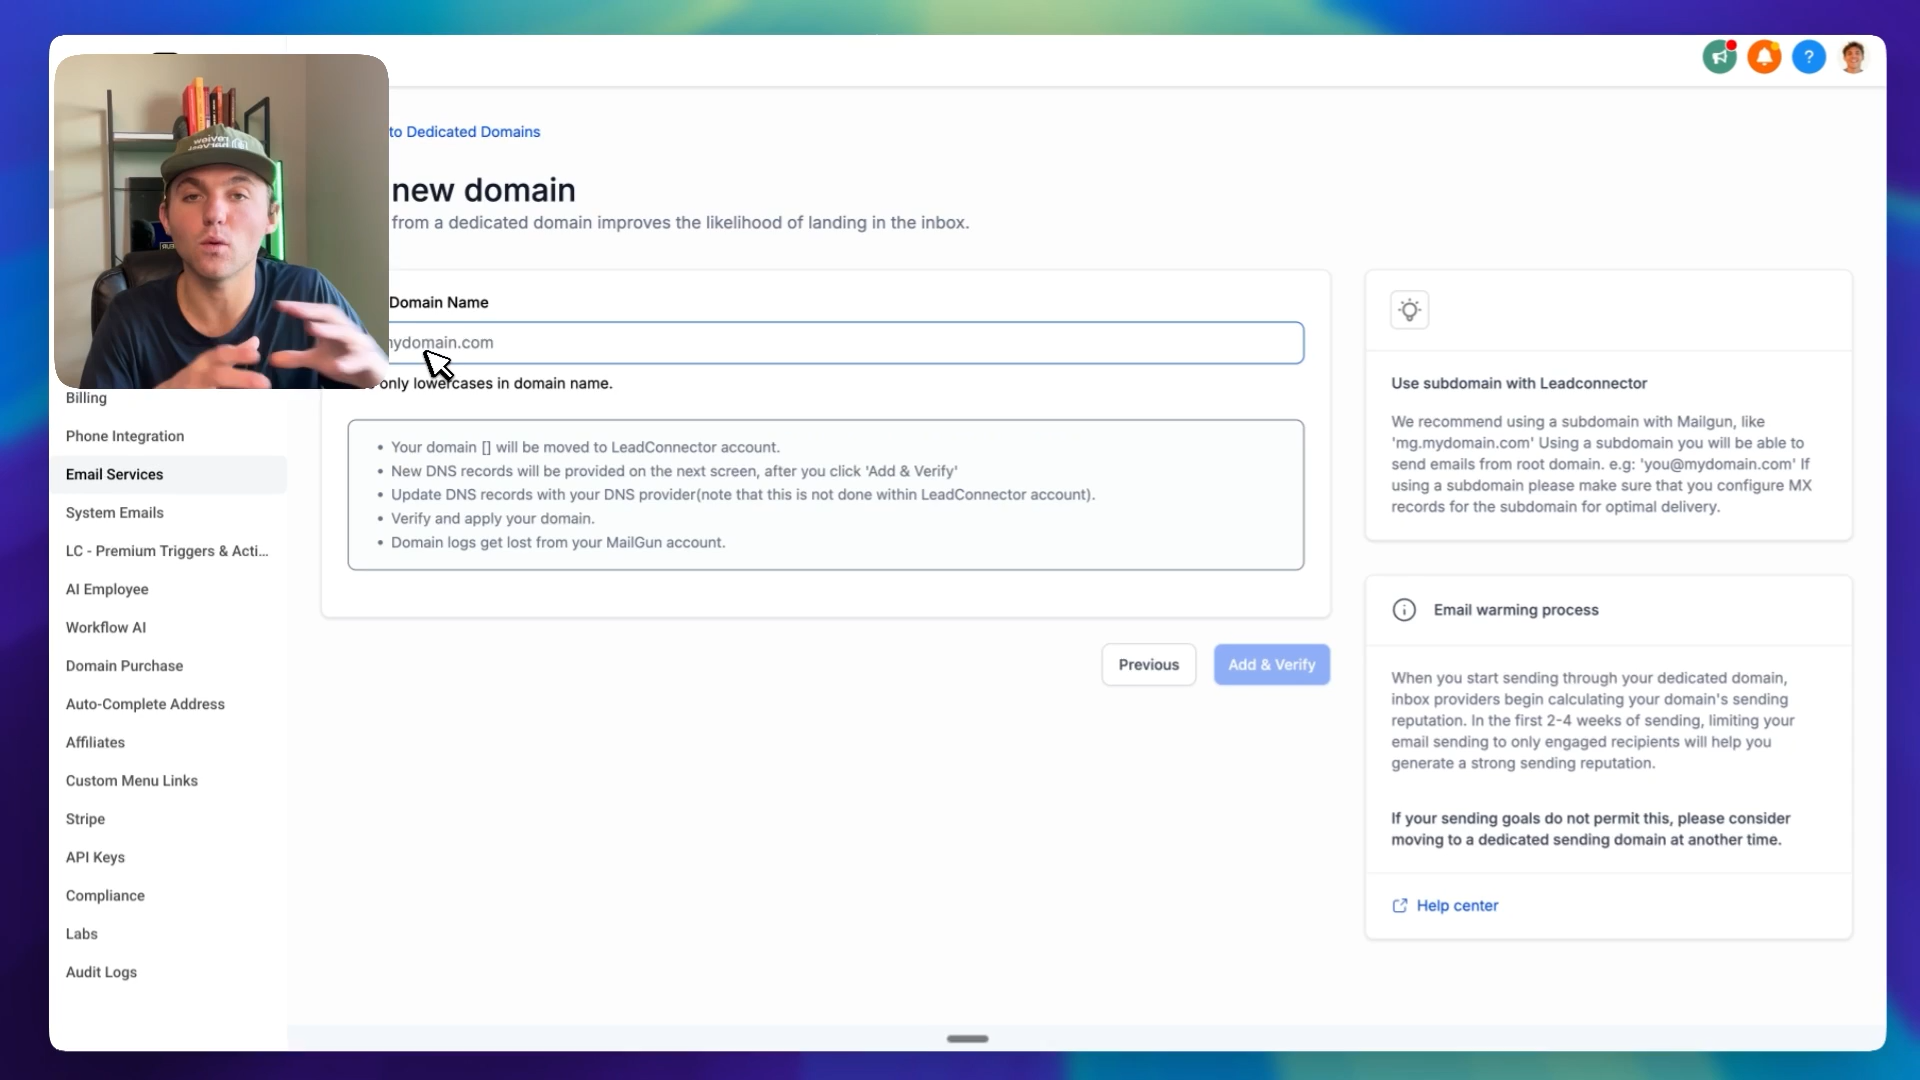 to Dedicated Domains
new domain
from a dedicated domain improves the likelihood of landing in the inbox.
Domain Name
mydomain.com
only lowercases in domain name.
• Your domain [] will be moved to LeadConnector account.
• New DNS records will be provided on the next screen, after you click 'Add & Verify'
• Update DNS records with your DNS provider(note that this is not done within LeadConnector account).
• Verify and apply your domain.
• Domain logs get lost from your MailGun account.
Previous
Add & Verify
Billing
Phone Integration
Email Services
System Emails
LC - Premium Triggers & Acti...
AI Employee
Workflow AI
Domain Purchase
Auto-Complete Address
Affiliates
Custom Menu Links
Stripe
API Keys
Compliance
Labs
Audit Logs
?
Use subdomain with Leadconnector
We recommend using a subdomain with Mailgun, like
'mg.mydomain.com' Using a subdomain you will be able to
send emails from root domain. e.g: 'you@mydomain.com' If
using a subdomain please make sure that you configure MX
records for the subdomain for optimal delivery.
Email warming process
When you start sending through your dedicated domain,
inbox providers begin calculating your domain's sending
reputation. In the first 2-4 weeks of sending, limiting your
email sending to only engaged recipients will help you
generate a strong sending reputation.
If your sending goals do not permit this, please consider
moving to a dedicated sending domain at another time.
Help center